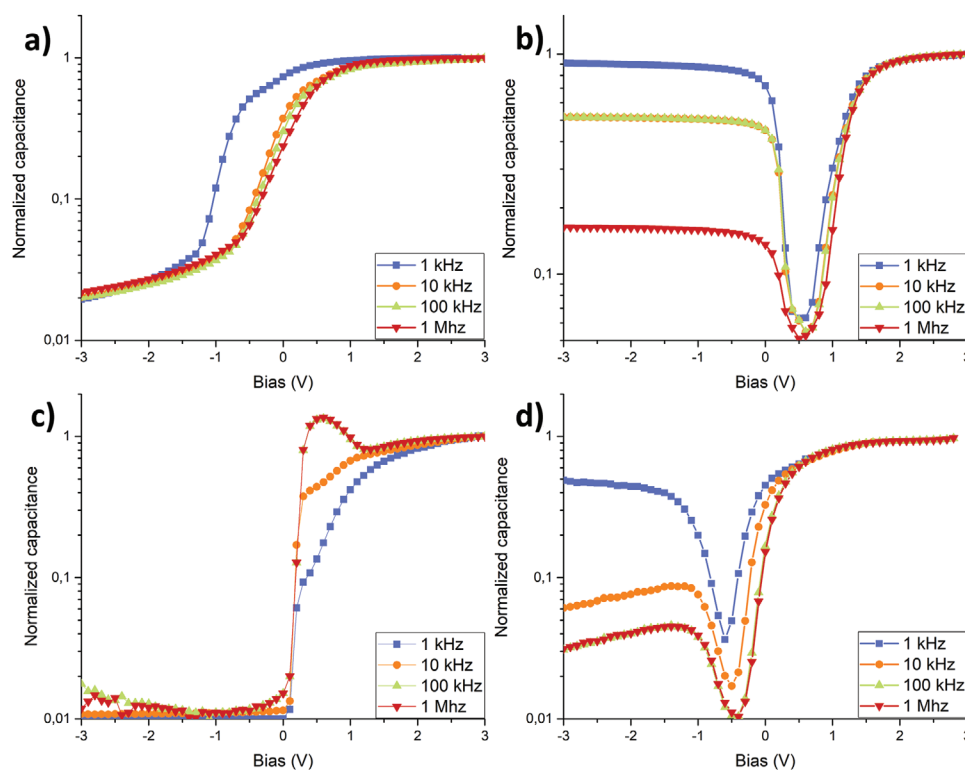 a)
Normalized capacitance
1
0,1
0,01
-3 -2 -1 0 1 2 3
Bias (V)
1 kHz
10 kHz
100 kHz
1 Mhz
b)
Normalized capacitance
1
0,1
-3 -2 -1 0 1 2 3
Bias (V)
1 kHz
10 kHz
100 kHz
1 Mhz
c)
Normalized capacitance
1
0,1
0,01
-3 -2 -1 0 1 2 3
Bias (V)
1 kHz
10 kHz
100 kHz
1 Mhz
d)
Normalized capacitance
1
0,1
0,01
-3 -2 -1 0 1 2 3
Bias (V)
1 kHz
10 kHz
100 kHz
1 Mhz